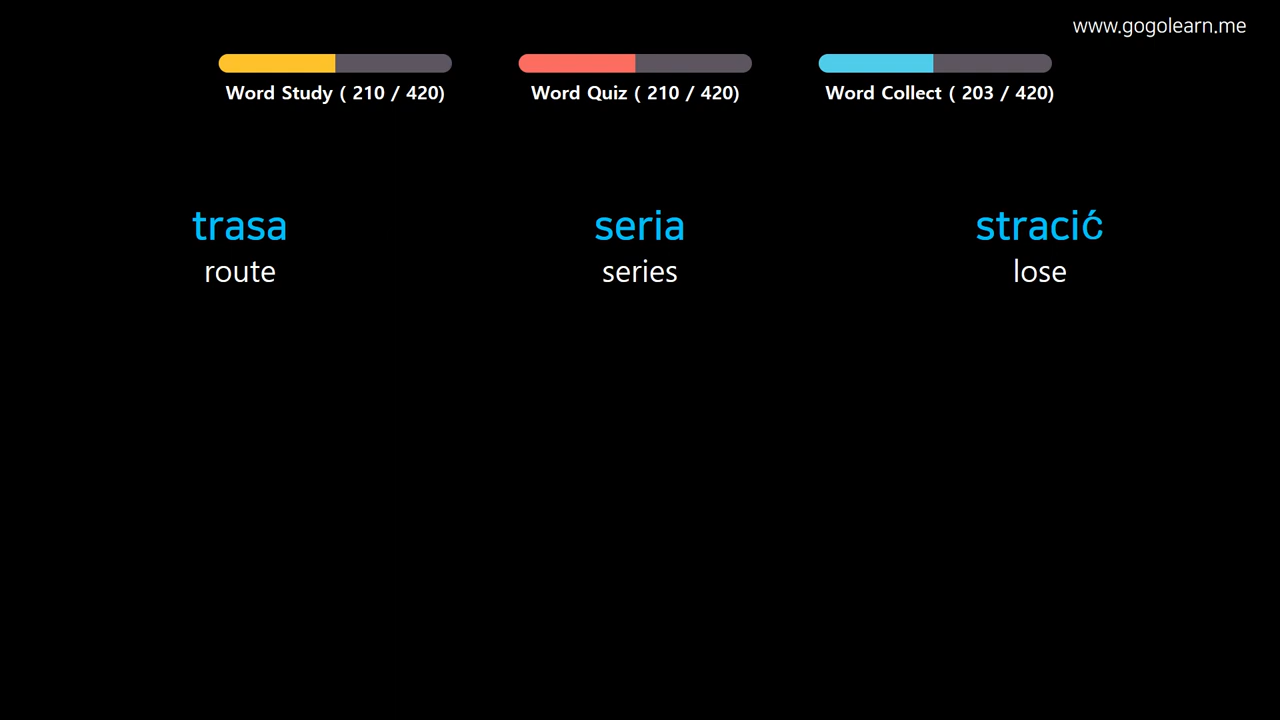 www.gogolearn.me
Word Study ( 210 / 420)
Word Quiz ( 210 / 420)
Word Collect ( 203 / 420)
trasa
route
seria
series
stracić
lose